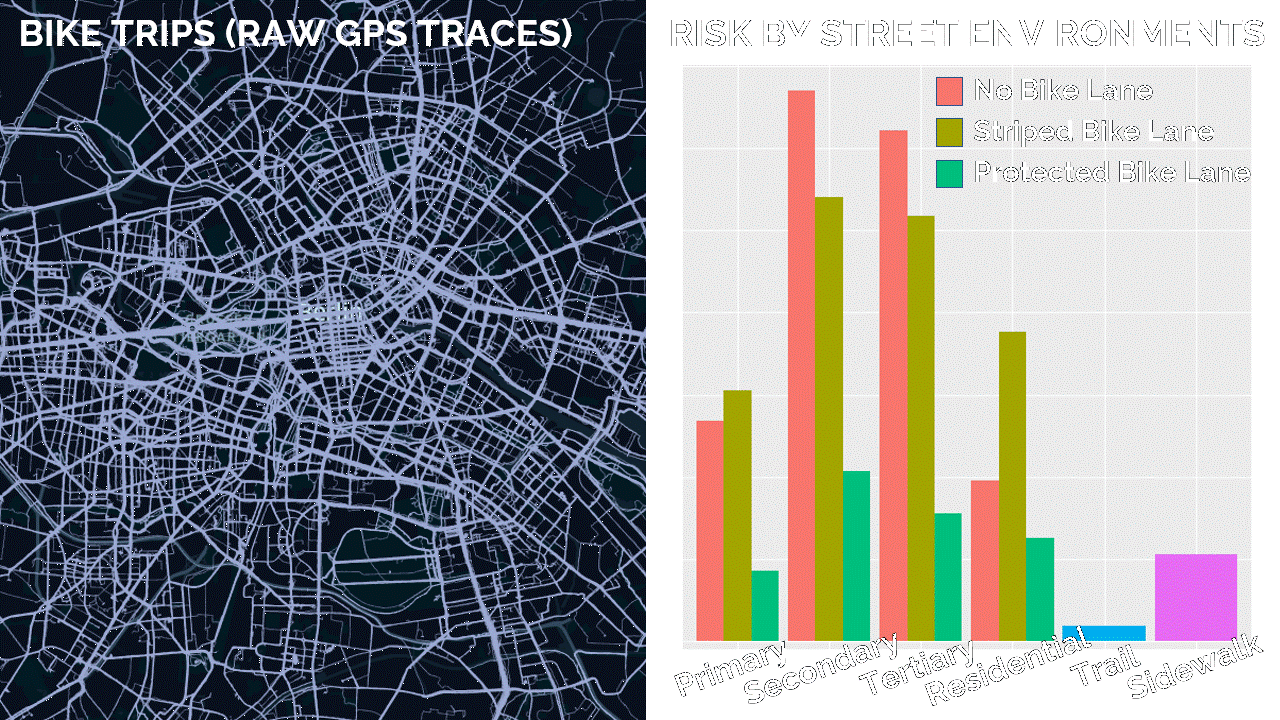 BIKE TRIPS (RAW GPS TRACES)
Berlin
TIERGARTEN
RISK BY STREET ENVIRONMENTS
No Bike Lane
Striped Bike Lane
Protected Bike Lane
Primary
Secondary
Tertiary
Residential
Trail
Sidewalk